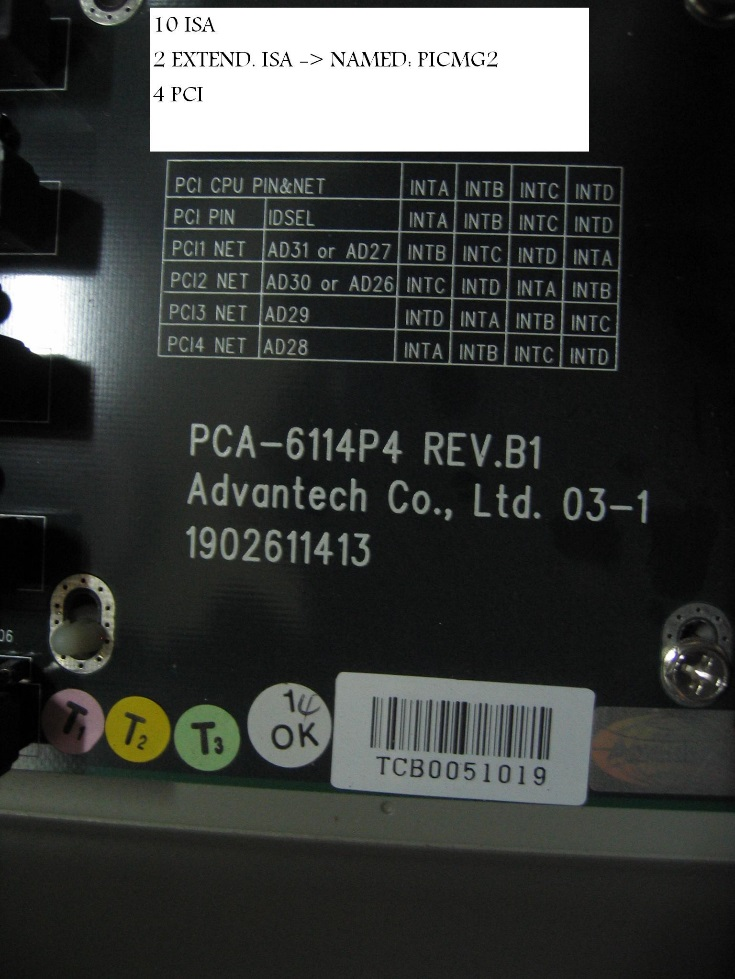 10 ISA
2 EXTEND. ISA -> NAMED: PICMG2
4 PCI
PCI CPU PIN&NET INTA INTB INTC INTD
PCI PIN IDSEL INTA INTB INTC INTD
PCI1 NET AD31 or AD27 INTB INTC INTD INTA
PCI2 NET AD30 or AD26 INTC INTD INTA INTB
PCI3 NET AD29 INTD INTA INTB INTC
PCI4 NET AD28 INTA INTB INTC INTD
PCA-6114P4 REV.B1
Advantech Co., Ltd. 03-1
1902611413
06
T1 T2 T3 14 OK
TCB0051019